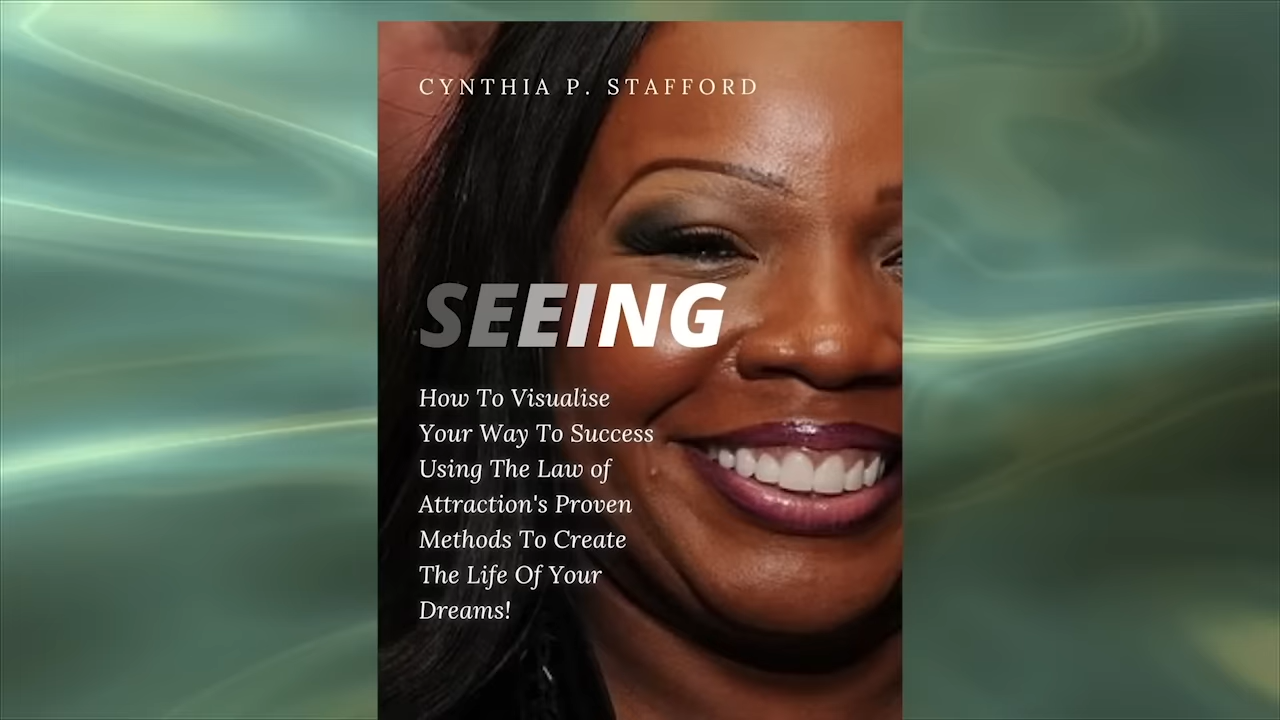 CYNTHIA P. STAFFORD
SEEING
How To Visualise
Your Way To Success
Using The Law of
Attraction's Proven
Methods To Create
The Life Of Your
Dreams!